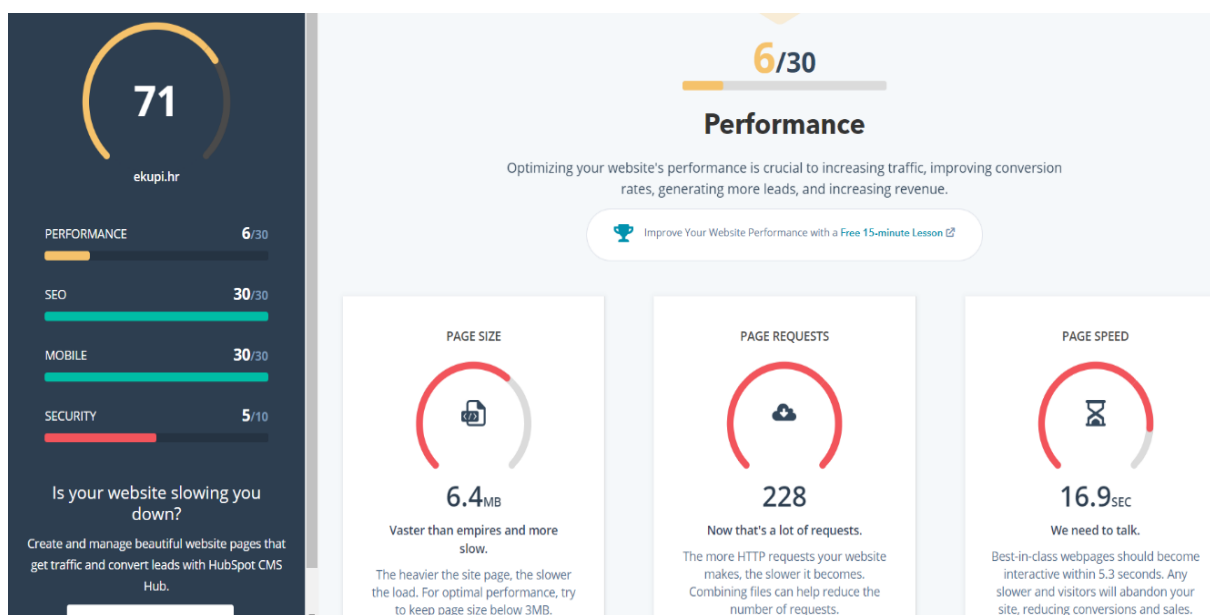 71
ekupi.hr
PERFORMANCE 6/30
SEO 30/30
MOBILE 30/30
SECURITY 5/10
Is your website slowing you
down?
Create and manage beautiful website pages that
get traffic and convert leads with HubSpot CMS
Hub.
6/30
Performance
Optimizing your website's performance is crucial to increasing traffic, improving conversion
rates, generating more leads, and increasing revenue.
Improve Your Website Performance with a Free 15-minute Lesson
PAGE SIZE
6.4MB
Vaster than empires and more
slow.
The heavier the site page, the slower
the load. For optimal performance, try
to keep page size below 3MB.
PAGE REQUESTS
228
Now that's a lot of requests.
The more HTTP requests your website
makes, the slower it becomes.
Combining files can help reduce the
number of requests.
PAGE SPEED
16.9SEC
We need to talk.
Best-in-class webpages should become
interactive within 5.3 seconds. Any
slower and visitors will abandon your
site, reducing conversions and sales.